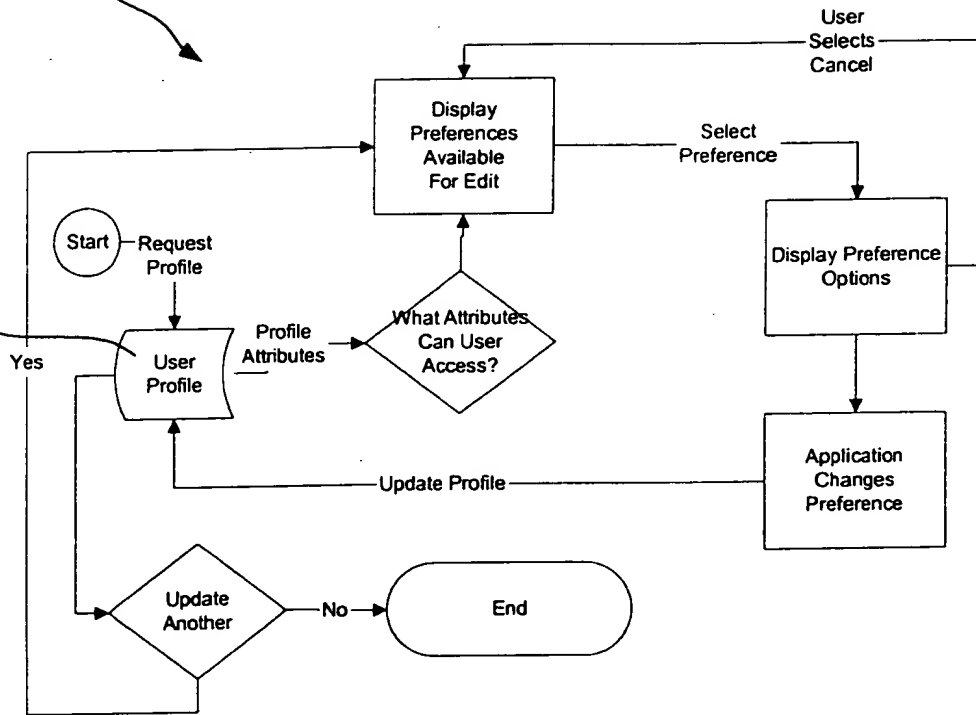 User
Selects
Cancel
Display
Preferences
Available
For Edit
Select
Preference
Start
Request
Profile
Display Preference
Options
What Attributes
Can User
Access?
Profile
Attributes
User
Profile
Yes
Application
Changes
Preference
Update Profile
Update
Another
No
End